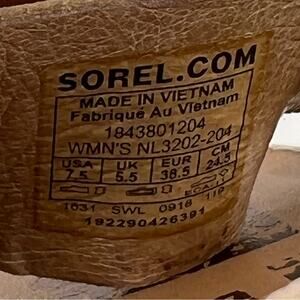 SOREL.COM
MADE IN VIETNAM
Fabriqué Au Vietnam
1843801204
WMN'S NL3202-204
USA UK EUR CM
7.5 5.5 38.5 24.5
1631 SWL 0918 119
192290426391